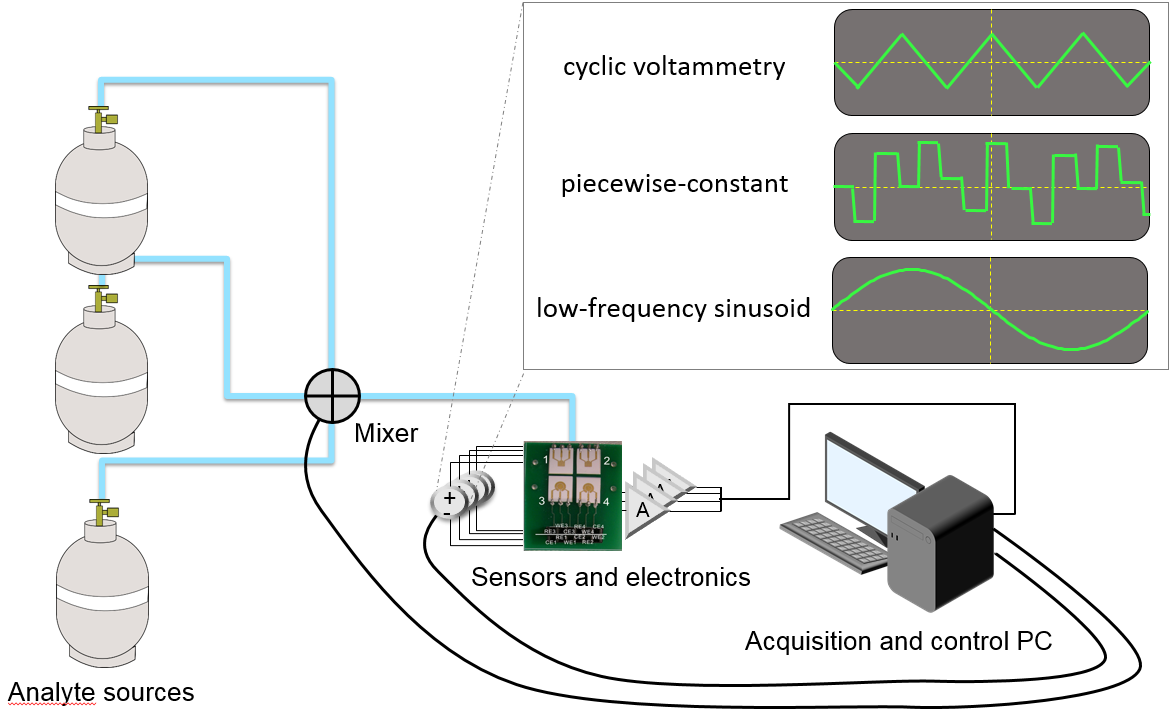 cyclic voltammetry
piecewise-constant
low-frequency sinusoid
Mixer
+
-
1
2
3
4
WE3 RE4 CE4
RE3 CE3 WE4
RE1 CE2 WE2
CE1 WE1 RE2
A
Sensors and electronics
Acquisition and control PC
Analyte sources